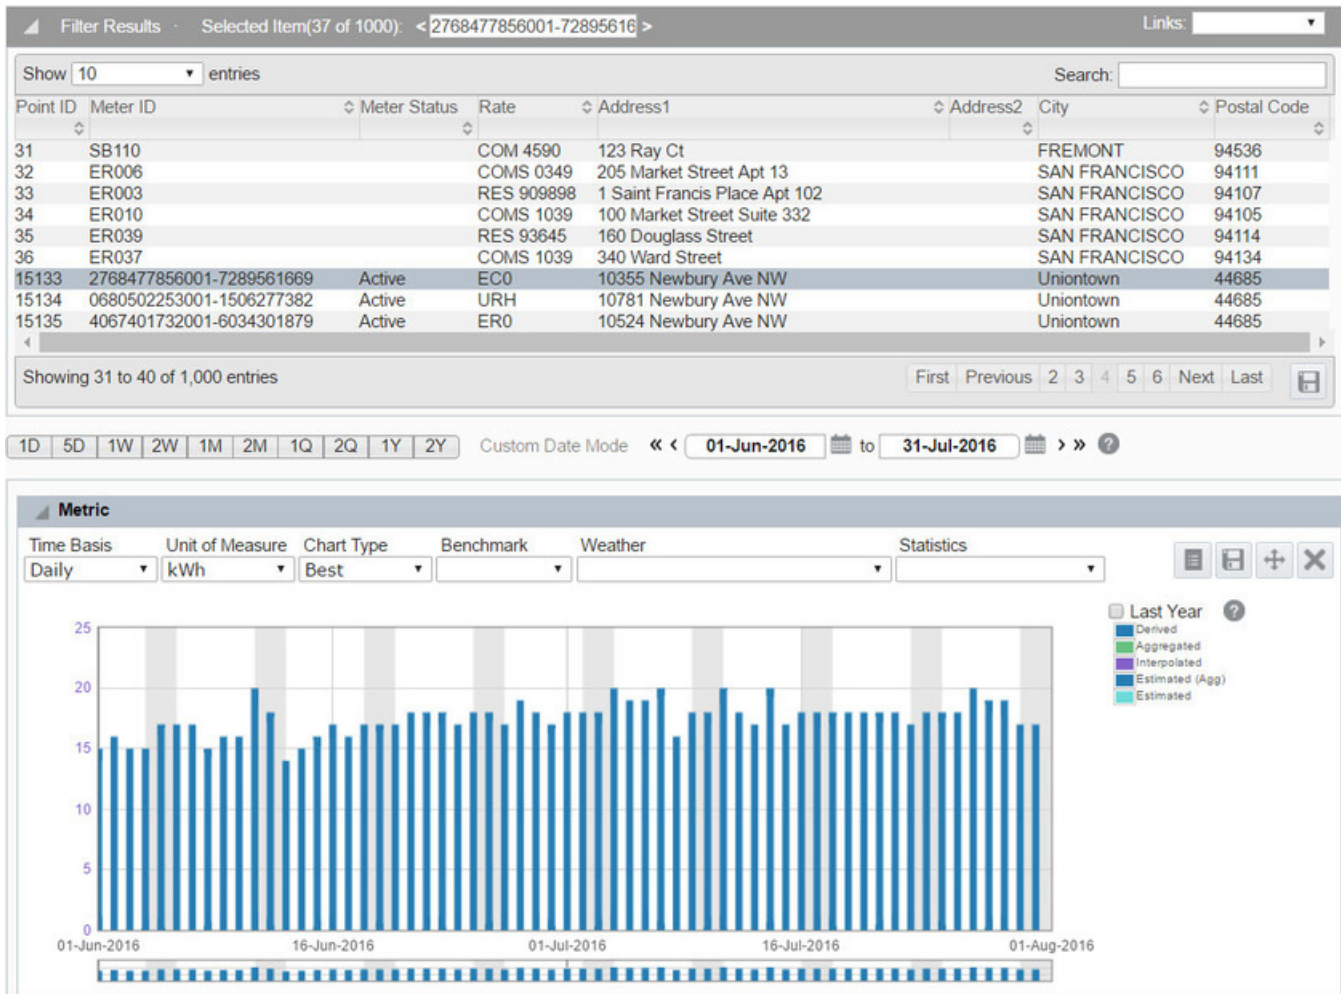 Filter Results · Selected Item(37 of 1000): < 2768477856001-72895616 > Links:
Show 10 entries Search:
Point ID Meter ID Meter Status Rate Address1 Address2 City Postal Code
31 SB110 COM 4590 123 Ray Ct FREMONT 94536
32 ER006 COMS 0349 205 Market Street Apt 13 SAN FRANCISCO 94111
33 ER003 RES 909898 1 Saint Francis Place Apt 102 SAN FRANCISCO 94107
34 ER010 COMS 1039 100 Market Street Suite 332 SAN FRANCISCO 94105
35 ER039 RES 93645 160 Douglass Street SAN FRANCISCO 94114
36 ER037 COMS 1039 340 Ward Street SAN FRANCISCO 94134
15133 2768477856001-7289561669 Active EC0 10355 Newbury Ave NW Uniontown 44685
15134 0680502253001-1506277382 Active URH 10781 Newbury Ave NW Uniontown 44685
15135 4067401732001-6034301879 Active ER0 10524 Newbury Ave NW Uniontown 44685
Showing 31 to 40 of 1,000 entries First Previous 2 3 4 5 6 Next Last
1D 5D 1W 2W 1M 2M 1Q 2Q 1Y 2Y Custom Date Mode « ‹ 01-Jun-2016 to 31-Jul-2016 › » ?
Metric
Time Basis Unit of Measure Chart Type Benchmark Weather Statistics
Daily kWh Best
Last Year ?
Derived
Aggregated
Interpolated
Estimated (Agg)
Estimated
25
20
15
10
5
0
01-Jun-2016 16-Jun-2016 01-Jul-2016 16-Jul-2016 01-Aug-2016